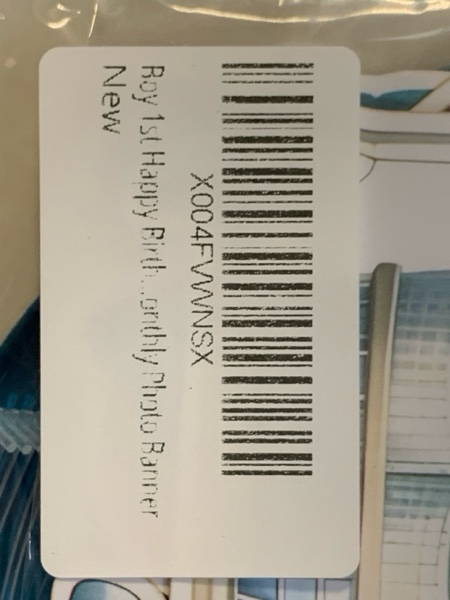 X004FVWNSX
Boy 1st Happy Birth...onthly Photo Banner
New